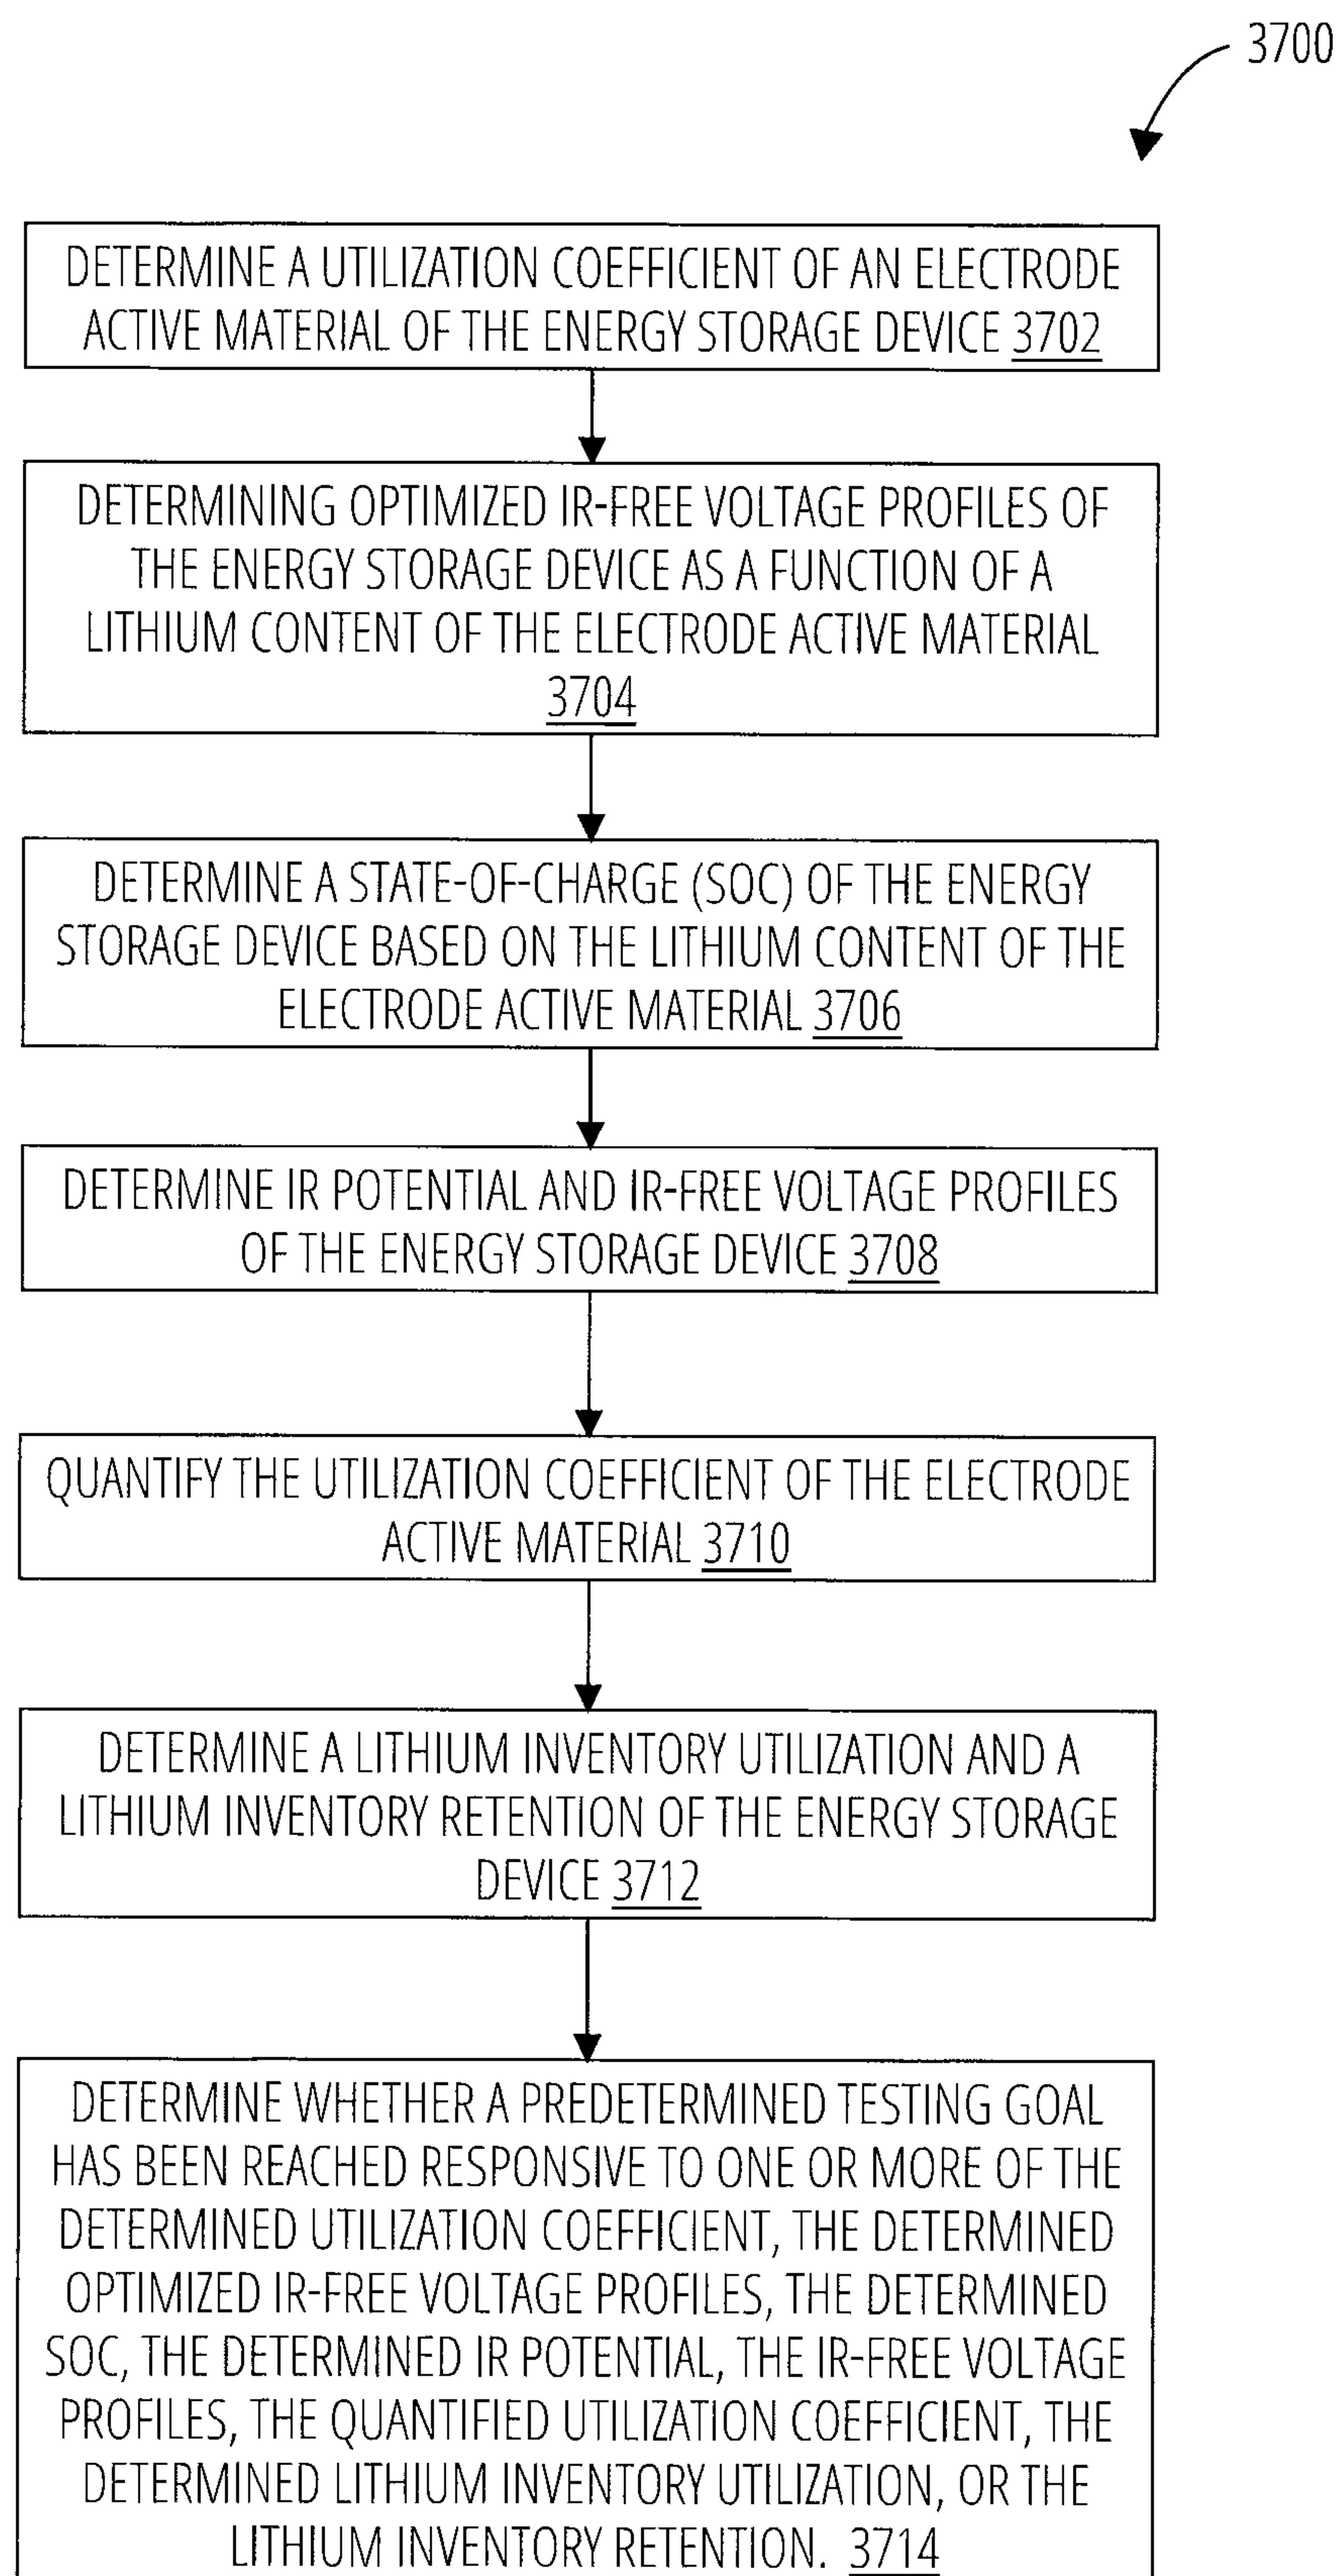 3700
DETERMINE A UTILIZATION COEFFICIENT OF AN ELECTRODE
ACTIVE MATERIAL OF THE ENERGY STORAGE DEVICE 3702
DETERMINING OPTIMIZED IR-FREE VOLTAGE PROFILES OF
THE ENERGY STORAGE DEVICE AS A FUNCTION OF A
LITHIUM CONTENT OF THE ELECTRODE ACTIVE MATERIAL
3704
DETERMINE A STATE-OF-CHARGE (SOC) OF THE ENERGY
STORAGE DEVICE BASED ON THE LITHIUM CONTENT OF THE
ELECTRODE ACTIVE MATERIAL 3706
DETERMINE IR POTENTIAL AND IR-FREE VOLTAGE PROFILES
OF THE ENERGY STORAGE DEVICE 3708
QUANTIFY THE UTILIZATION COEFFICIENT OF THE ELECTRODE
ACTIVE MATERIAL 3710
DETERMINE A LITHIUM INVENTORY UTILIZATION AND A
LITHIUM INVENTORY RETENTION OF THE ENERGY STORAGE
DEVICE 3712
DETERMINE WHETHER A PREDETERMINED TESTING GOAL
HAS BEEN REACHED RESPONSIVE TO ONE OR MORE OF THE
DETERMINED UTILIZATION COEFFICIENT, THE DETERMINED
OPTIMIZED IR-FREE VOLTAGE PROFILES, THE DETERMINED
SOC, THE DETERMINED IR POTENTIAL, THE IR-FREE VOLTAGE
PROFILES, THE QUANTIFIED UTILIZATION COEFFICIENT, THE
DETERMINED LITHIUM INVENTORY UTILIZATION, OR THE
LITHIUM INVENTORY RETENTION. 3714